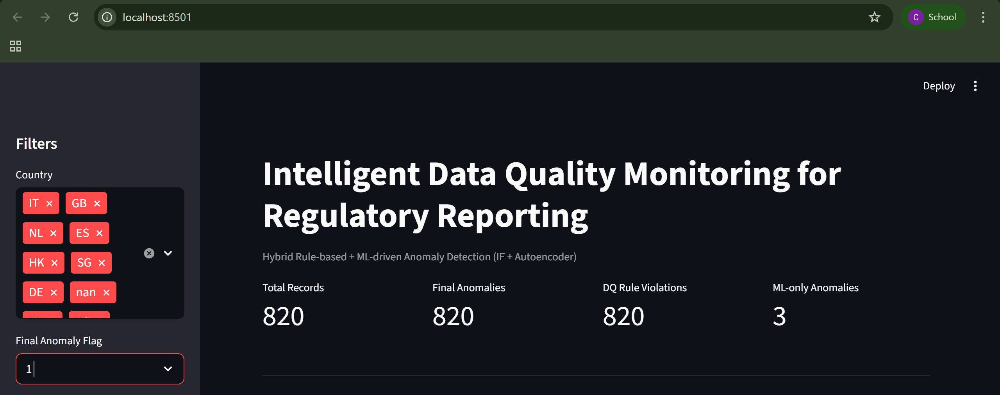 localhost:8501
C School
Deploy
Filters
Country
IT × GB ×
NL × ES ×
HK × SG ×
DE × nan ×
Final Anomaly Flag
1
Intelligent Data Quality Monitoring for
Regulatory Reporting
Hybrid Rule-based + ML-driven Anomaly Detection (IF + Autoencoder)
Total Records Final Anomalies DQ Rule Violations ML-only Anomalies
820 820 820 3